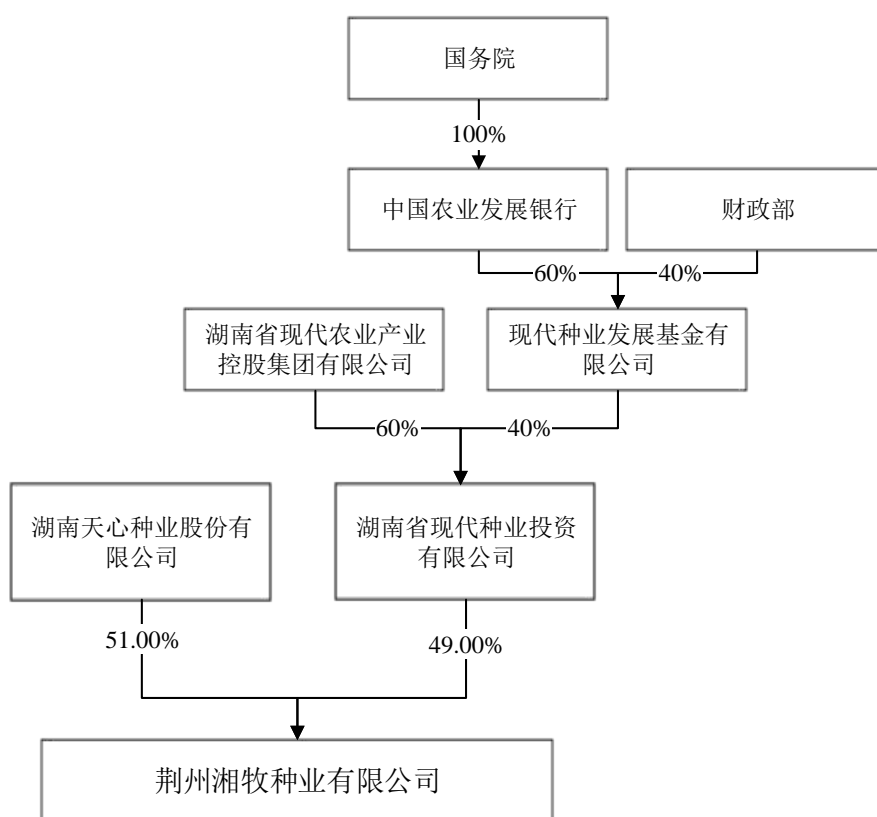 国务院
100%
中国农业发展银行
财政部
60%
40%
湖南省现代农业产业
控股集团有限公司
现代种业发展基金有
限公司
60%
40%
湖南天心种业股份有
限公司
湖南省现代种业投资
有限公司
51.00%
49.00%
荆州湘牧种业有限公司